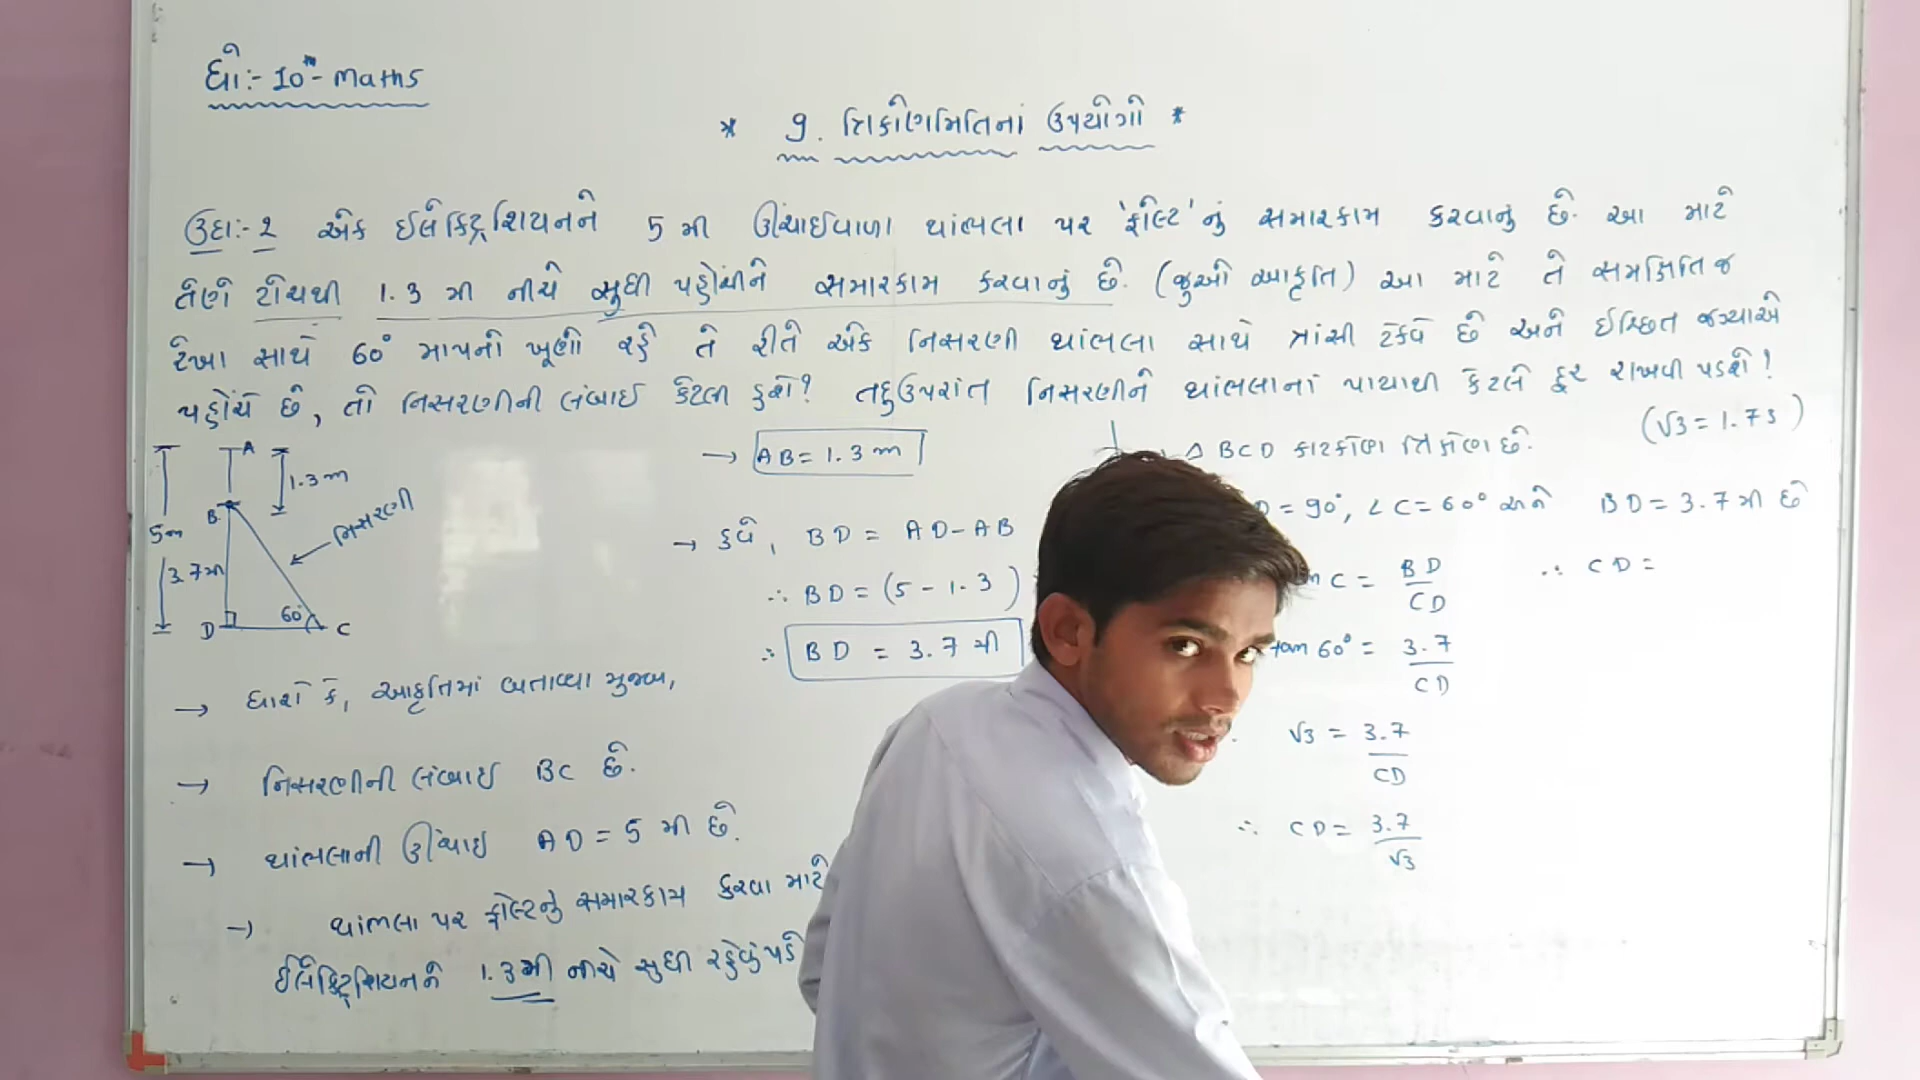 ધો:- 10th - Maths
* 9. ત્રિકોણમિતિનાં ઉપયોગો *
ઉદા:- 2 એક ઈલેક્ટ્રિશિયનને 5 મી ઊંચાઈવાળા થાંભલા પર 'ફોલ્ટ' નું સમારકામ કરવાનું છે. આ માટે
તેણે ટોચથી 1.3 મી નીચે સુધી પહોંચીને સમારકામ કરવાનું છે. (જુઓ આકૃતિ) આ માટે તે સમક્ષિતિજ
રેખા સાથે 60° માપનો ખૂણો રહે તે રીતે એક નિસરણી થાંભલા સાથે ત્રાંસી ટેકવે છે અને ઈચ્છિત જગ્યાએ
પહોંચે છે, તો નિસરણીની લંબાઈ કેટલી હશે? તદ્દઉપરાંત નિસરણીને થાંભલાનાં પાયાથી કેટલે દૂર રાખવી પડશે?
(√3 = 1.73)
A
1.3m
B
5m
3.7મી
નિસરણી
60°
D
C
→ ધારો કે, આકૃતિમાં બતાવ્યા મુજબ,
→ નિસરણીની લંબાઈ BC છે.
→ થાંભલાની ઊંચાઈ AD = 5 મી છે.
→ થાંભલા પર ફોલ્ટનું સમારકામ કરવા માટે
ઈલેક્ટ્રિશિયનને 1.3મી નીચે સુધી રહેવું પડે
→ AB = 1.3 m
→ હવે, BD = AD - AB
∴ BD = (5 - 1.3)
∴ BD = 3.7 મી
△ BCD કાટકોણ ત્રિકોણ છે.
D = 90°, ∠C = 60° અને BD = 3.7 મી છે
C = BD/CD
tan 60° = 3.7/CD
√3 = 3.7/CD
∴ CD = 3.7/√3
∴ CD =